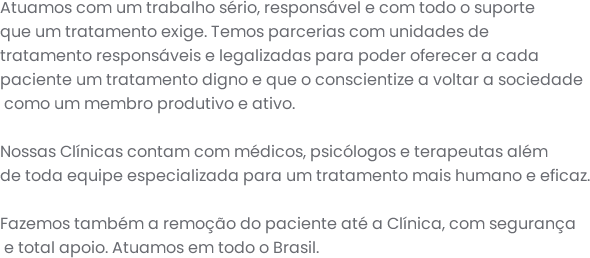 Atuamos com um trabalho sério, responsável e com todo o suporte
que um tratamento exige. Temos parcerias com unidades de
tratamento responsáveis e legalizadas para poder oferecer a cada
paciente um tratamento digno e que o conscientize a voltar a sociedade
como um membro produtivo e ativo.
Nossas Clínicas contam com médicos, psicólogos e terapeutas além
de toda equipe especializada para um tratamento mais humano e eficaz.
Fazemos também a remoção do paciente até a Clínica, com segurança
e total apoio. Atuamos em todo o Brasil.